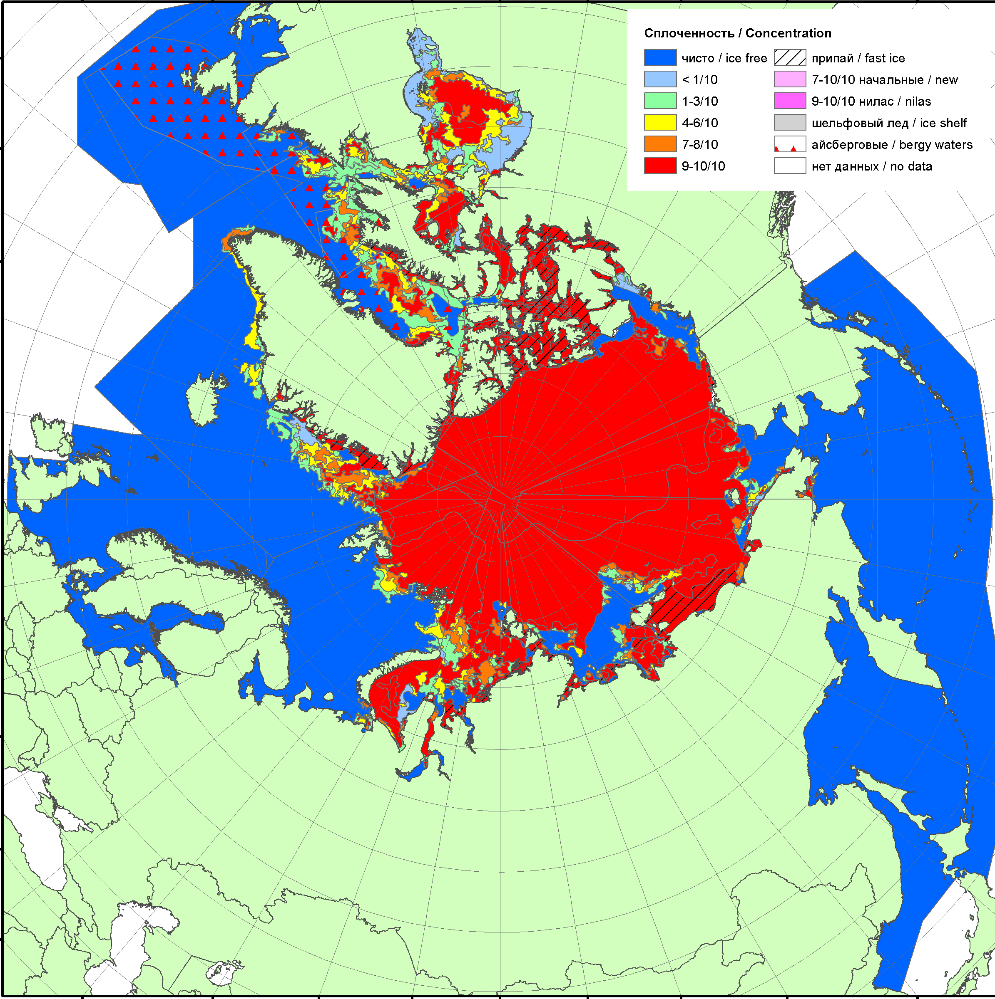 Сплоченность / Concentration
чисто / ice free
< 1/10
1-3/10
4-6/10
7-8/10
9-10/10
припай / fast ice
7-10/10 начальные / new
9-10/10 нилас / nilas
шельфовый лед / ice shelf
айсберговые / bergy waters
нет данных / no data